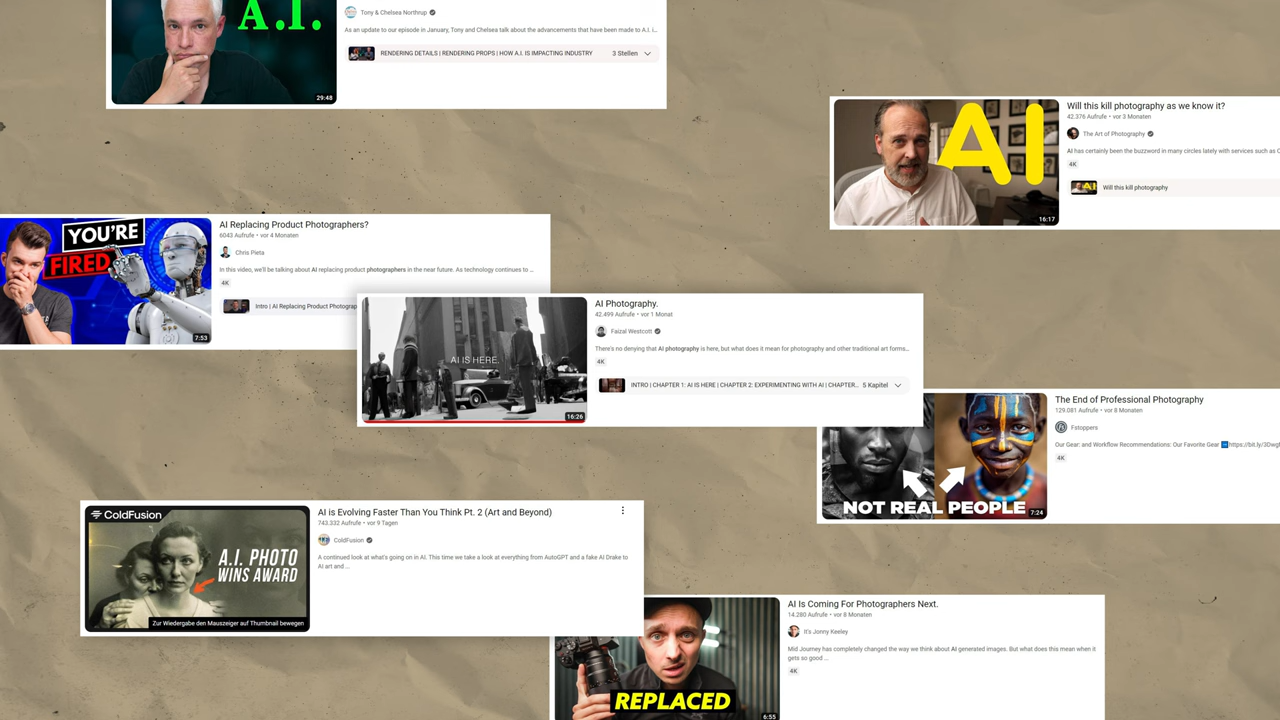 A.I.
29:48
Tony & Chelsea Northrup
As an update to our episode in January, Tony and Chelsea talk about the advancements that have been made to A.I. i...
RENDERING DETAILS | RENDERING PROPS | HOW A.I. IS IMPACTING INDUSTRY
3 Stellen
AI
16:17
Will this kill photography as we know it?
42.376 Aufrufe • vor 3 Monaten
The Art of Photography
AI has certainly been the buzzword in many circles lately with services such as
4K
Will this kill photography
YOU'RE
FIRED
7:53
AI Replacing Product Photographers?
6043 Aufrufe • vor 4 Monaten
Chris Pieta
In this video, we'll be talking about AI replacing product photographers in the near future. As technology continues to ...
4K
Intro | AI Replacing Product Photograp
AI IS HERE.
16:26
AI Photography.
42.499 Aufrufe • vor 1 Monat
Faizal Westcott
There's no denying that AI photography is here, but what does it mean for photography and other traditional art forms...
4K
INTRO | CHAPTER 1: AI IS HERE | CHAPTER 2: EXPERIMENTING WITH AI | CHAPTER...
5 Kapitel
NOT REAL PEOPLE
7:24
The End of Professional Photography
129.081 Aufrufe • vor 8 Monaten
Fstoppers
Our Gear: and Workflow Recommendations: Our Favorite Gear https://bit.ly/3Dwg
4K
ColdFusion
A.I. PHOTO
WINS AWARD
Zur Wiedergabe den Mauszeiger auf Thumbnail bewegen
AI is Evolving Faster Than You Think Pt. 2 (Art and Beyond)
743.332 Aufrufe • vor 9 Tagen
ColdFusion
A continued look at what's going on in AI. This time we take a look at everything from AutoGPT and a fake AI Drake to
AI art and ...
REPLACED
6:55
AI Is Coming For Photographers Next.
14.280 Aufrufe • vor 8 Monaten
It's Jonny Keeley
Mid Journey has completely changed the way we think about AI generated images. But what does this mean when it
gets so good ...
4K